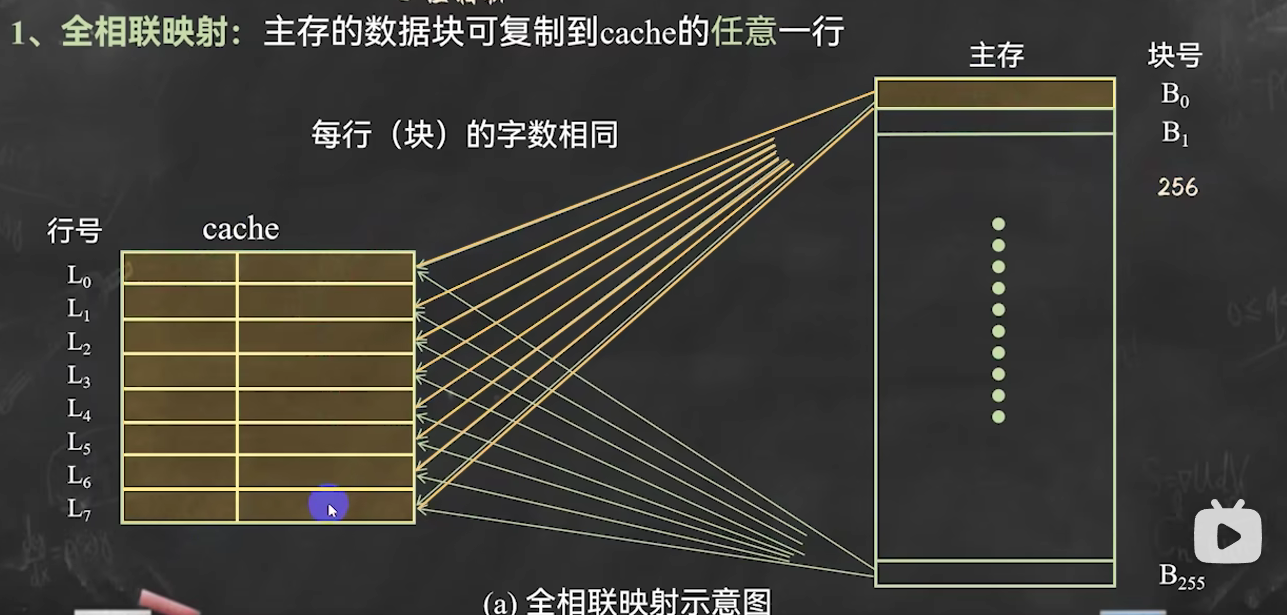 1、全相联映射：主存的数据块可复制到cache的任意一行
主存
块号
B₀
每行（块）的字数相同
B₁
256
行号
cache
L₀
L₁
L₂
L₃
L₄
L₅
L₆
L₇
B₂₅₅
(a) 全相联映射示意图